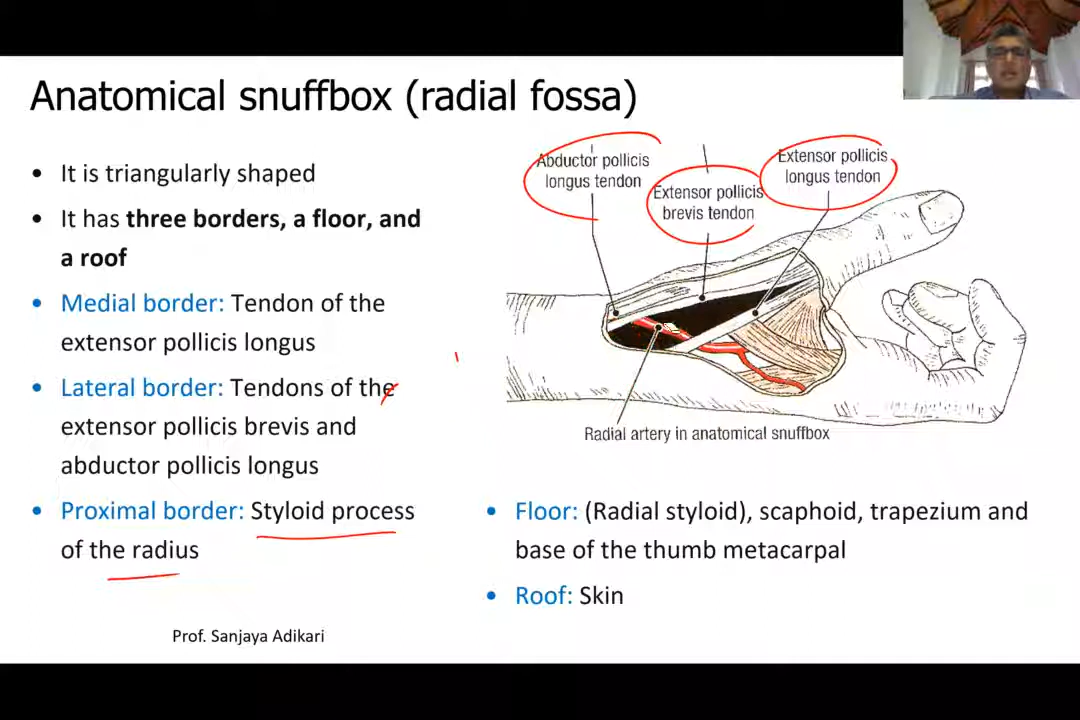 Anatomical snuffbox (radial fossa)
• It is triangularly shaped
• It has three borders, a floor, and
a roof
• Medial border: Tendon of the
extensor pollicis longus
• Lateral border: Tendons of the
extensor pollicis brevis and
abductor pollicis longus
• Proximal border: Styloid process
of the radius
Abductor pollicis
longus tendon
Extensor pollicis
brevis tendon
Extensor pollicis
longus tendon
Radial artery in anatomical snuffbox
• Floor: (Radial styloid), scaphoid, trapezium and
base of the thumb metacarpal
• Roof: Skin
Prof. Sanjaya Adikari